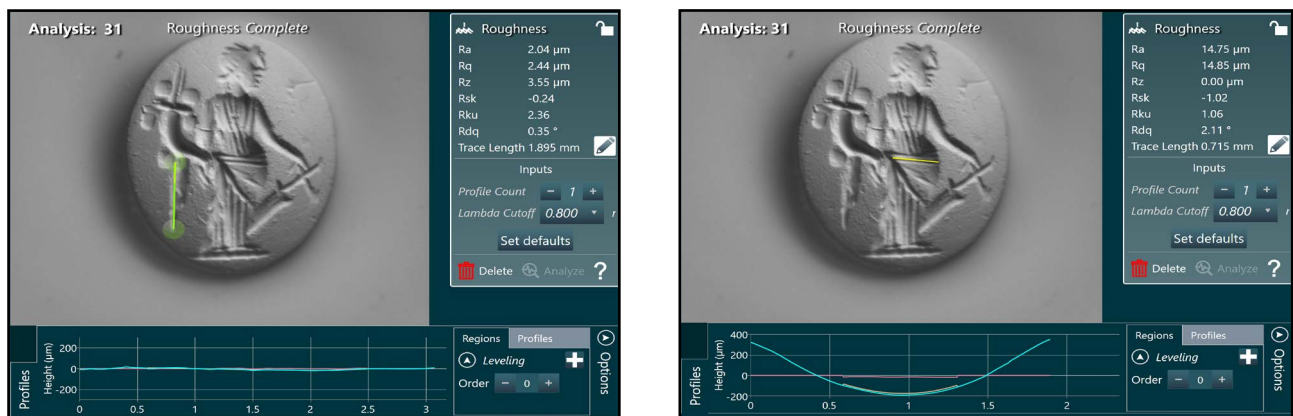 Analysis: 31
Roughness Complete
Roughness
Ra 2.04 µm
Rq 2.44 µm
Rz 3.55 µm
Rsk -0.24
Rku 2.36
Rdq 0.35 °
Trace Length 1.895 mm
Inputs
Profile Count − 1 +
Lambda Cutoff 0.800 r
Set defaults
Delete Analyze ?
Profiles
Height (µm)
200
0
-200
0 0.5 1 1.5 2 2.5 3
Regions Profiles
Leveling
Order − 0 +
Options
Analysis: 31
Roughness Complete
Roughness
Ra 14.75 µm
Rq 14.85 µm
Rz 0.00 µm
Rsk -1.02
Rku 1.06
Rdq 2.11 °
Trace Length 0.715 mm
Inputs
Profile Count − 1 +
Lambda Cutoff 0.800 r
Set defaults
Delete Analyze ?
Profiles
Height (µm)
400
200
0
-200
0 0.5 1 1.5 2
Regions Profiles
Leveling
Order − 0 +
Options